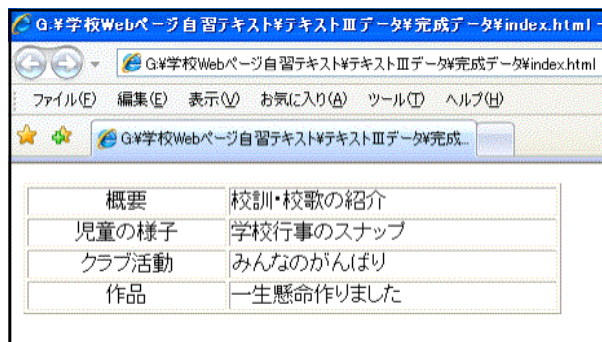 G:¥学校Webページ自習テキスト¥テキストⅢデータ¥完成データ¥index.html -
G:¥学校Webページ自習テキスト¥テキストⅢデータ¥完成データ¥index.html
ファイル(F) 編集(E) 表示(V) お気に入り(A) ツール(T) ヘルプ(H)
G:¥学校Webページ自習テキスト¥テキストⅢデータ¥完成...
概要 校訓・校歌の紹介
児童の様子 学校行事のスナップ
クラブ活動 みんなのがんばり
作品 一生懸命作りました